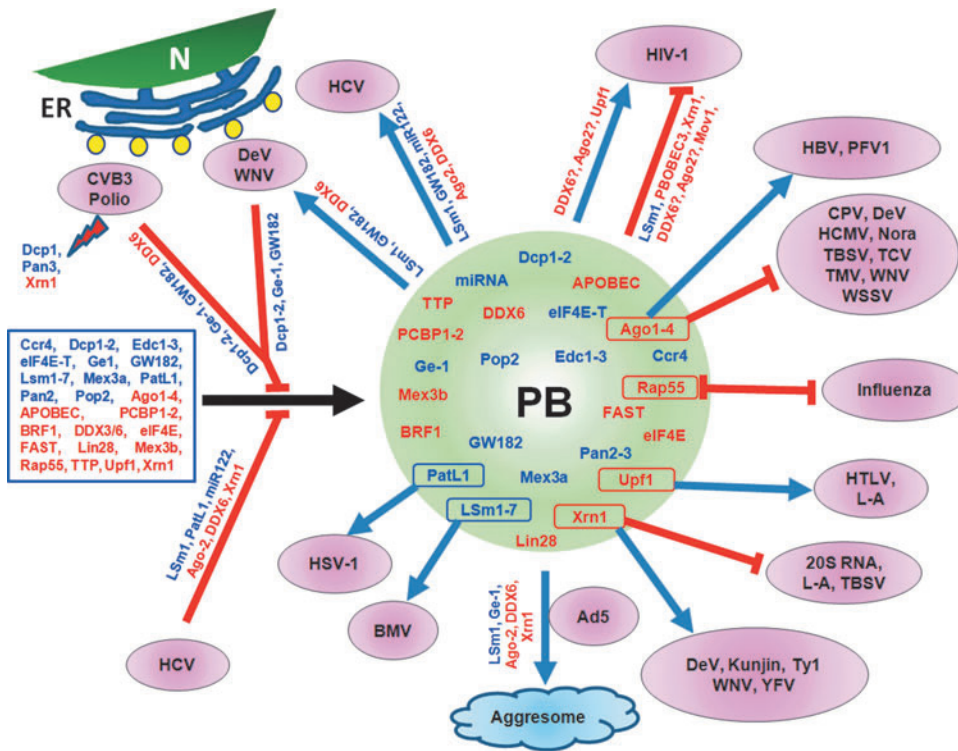 N
ER
HCV
HIV-1
DeV
WNV
CVB3
Polio
Dcp1,
Pan3,
Xrn1
Dcp1-2, Ge-1, GW182, DDX6
Dcp1-2, Ge-1, GW182
LSm1, GW182, DDX6
LSm1, GW182, miR122,
Ago2, DDX6
DDX6?, Ago2?, Upf1
LSm1, PBOBEC3, Xrn1,
DDX6?, Ago2?, Mov1,
HBV, PFV1
CPV, DeV
HCMV, Nora
TBSV, TCV
TMV, WNV
WSSV
Ccr4, Dcp1-2, Edc1-3,
eIF4E-T, Ge1, GW182,
Lsm1-7, Mex3a, PatL1,
Pan2, Pop2, Ago1-4,
APOBEC, PCBP1-2,
BRF1, DDX3/6, eIF4E,
FAST, Lin28, Mex3b,
Rap55, TTP, Upf1, Xrn1
Dcp1-2
miRNA
APOBEC
TTP
DDX6
eIF4E-T
PCBP1-2
Ago1-4
Ge-1
Pop2
Edc1-3
Ccr4
Mex3b
PB
Rap55
FAST
BRF1
eIF4E
GW182
Pan2-3
PatL1
Mex3a
Upf1
LSm1-7
Xrn1
Lin28
Influenza
HTLV,
L-A
20S RNA,
L-A, TBSV
DeV, Kunjin, Ty1
WNV, YFV
LSm1, PatL1, miR122,
Ago-2, DDX6, Xrn1
HCV
HSV-1
BMV
LSm1, Ge-1,
Ago-2, DDX6,
Xrn1
Ad5
Aggresome